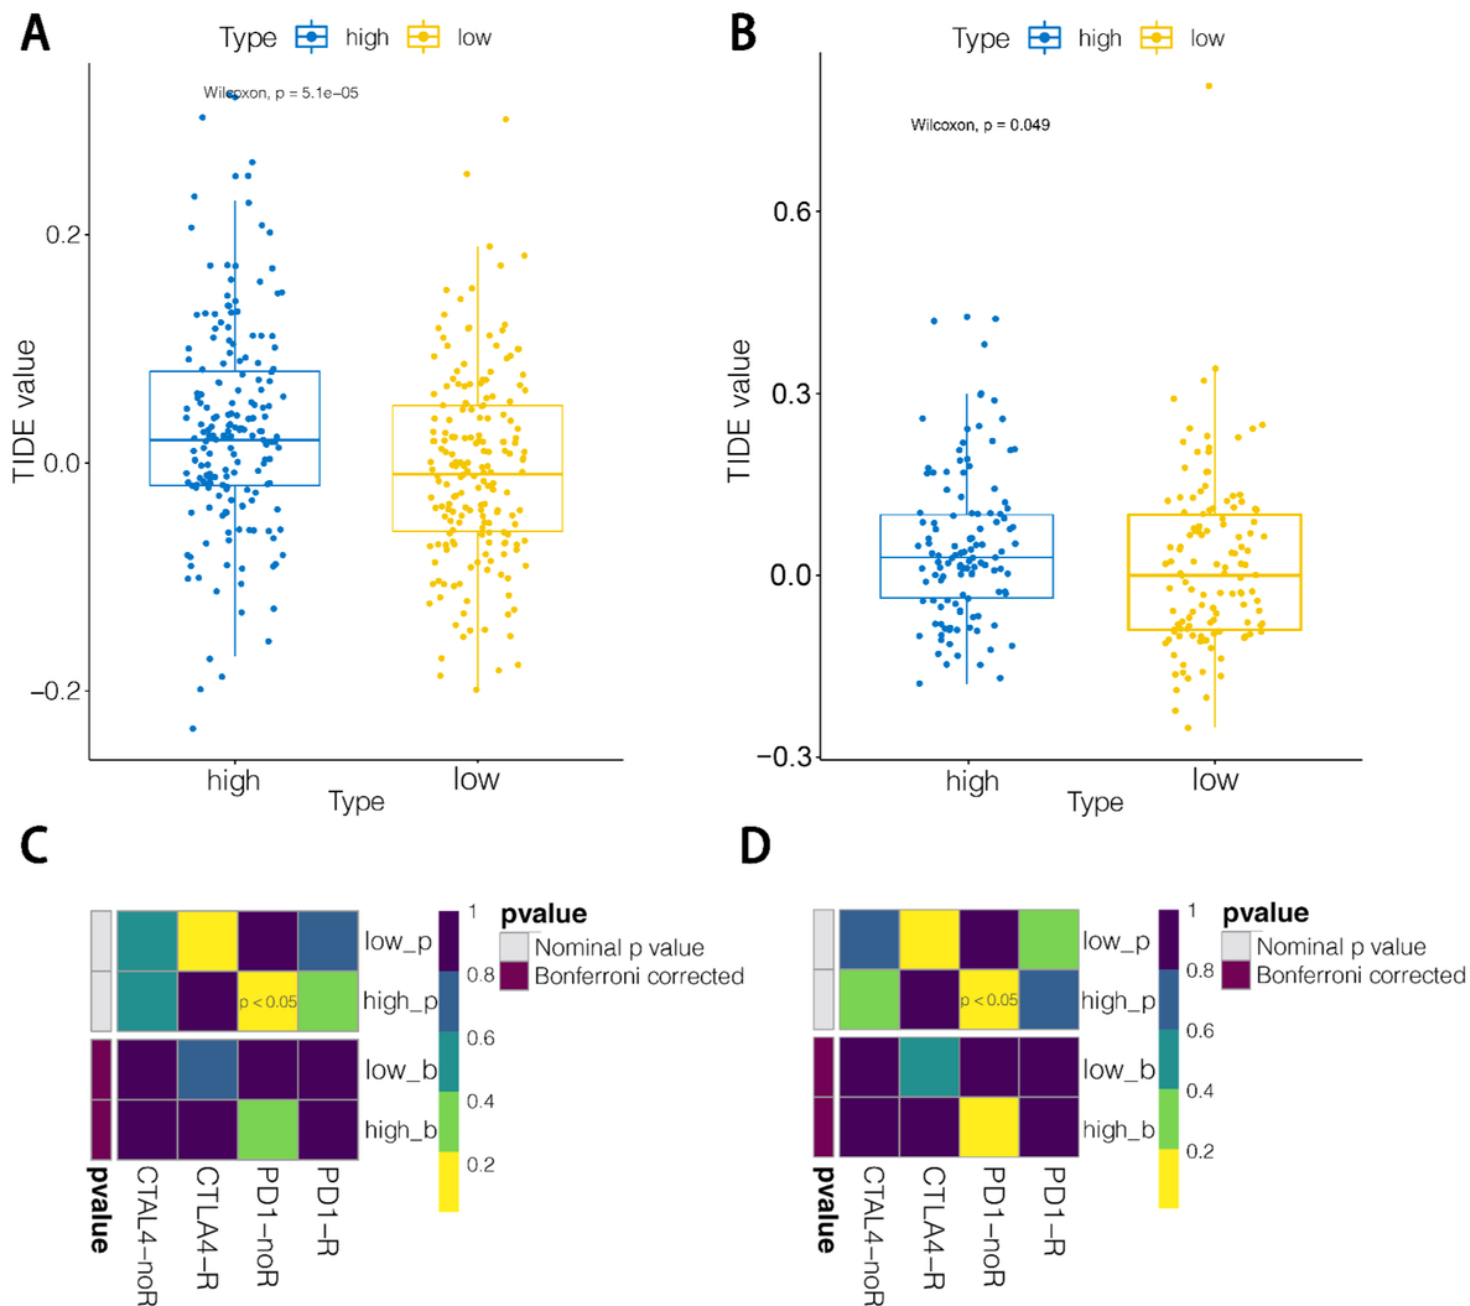 A
Type high low
Wilcoxon, p = 5.1e−05
TIDE value
0.2
0.0
−0.2
high low
Type
B
Type high low
Wilcoxon, p = 0.049
TIDE value
0.6
0.3
0.0
−0.3
high low
Type
C
low_p
high_p
p < 0.05
low_b
high_b
pvalue
CTAL4−noR
CTLA4−R
PD1−noR
PD1−R
1
0.8
0.6
0.4
0.2
pvalue
Nominal p value
Bonferroni corrected
D
low_p
high_p
p < 0.05
low_b
high_b
pvalue
CTAL4−noR
CTLA4−R
PD1−noR
PD1−R
1
0.8
0.6
0.4
0.2
pvalue
Nominal p value
Bonferroni corrected